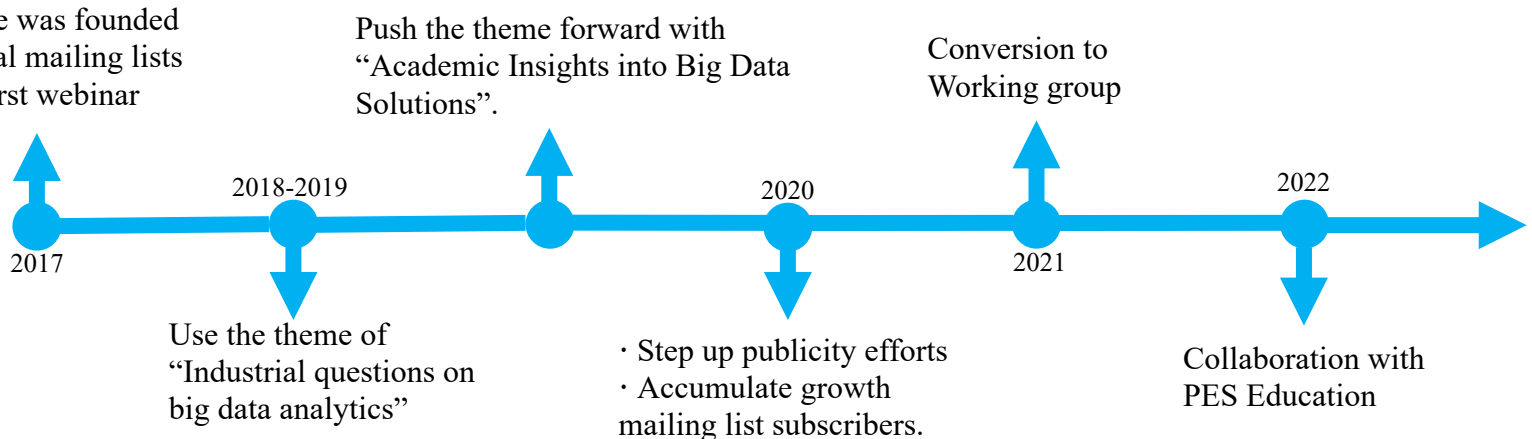 e was founded
al mailing lists
rst webinar
2017
2018-2019
Use the theme of
“Industrial questions on
big data analytics”
Push the theme forward with
“Academic Insights into Big Data
Solutions”.
2020
· Step up publicity efforts
· Accumulate growth
mailing list subscribers.
Conversion to
Working group
2021
2022
Collaboration with
PES Education